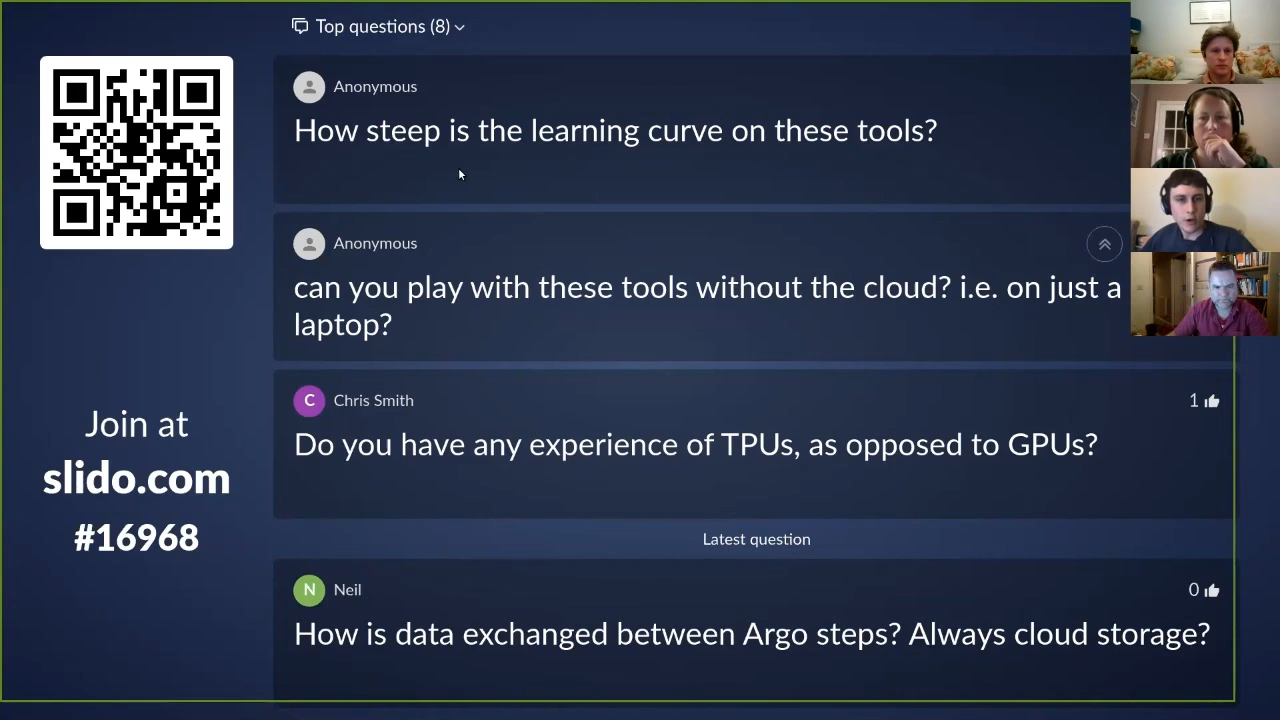 Top questions (8)
Anonymous
How steep is the learning curve on these tools?
Anonymous
can you play with these tools without the cloud? i.e. on just a
laptop?
C Chris Smith
1
Do you have any experience of TPUs, as opposed to GPUs?
Join at
slido.com
#16968
Latest question
N Neil
0
How is data exchanged between Argo steps? Always cloud storage?